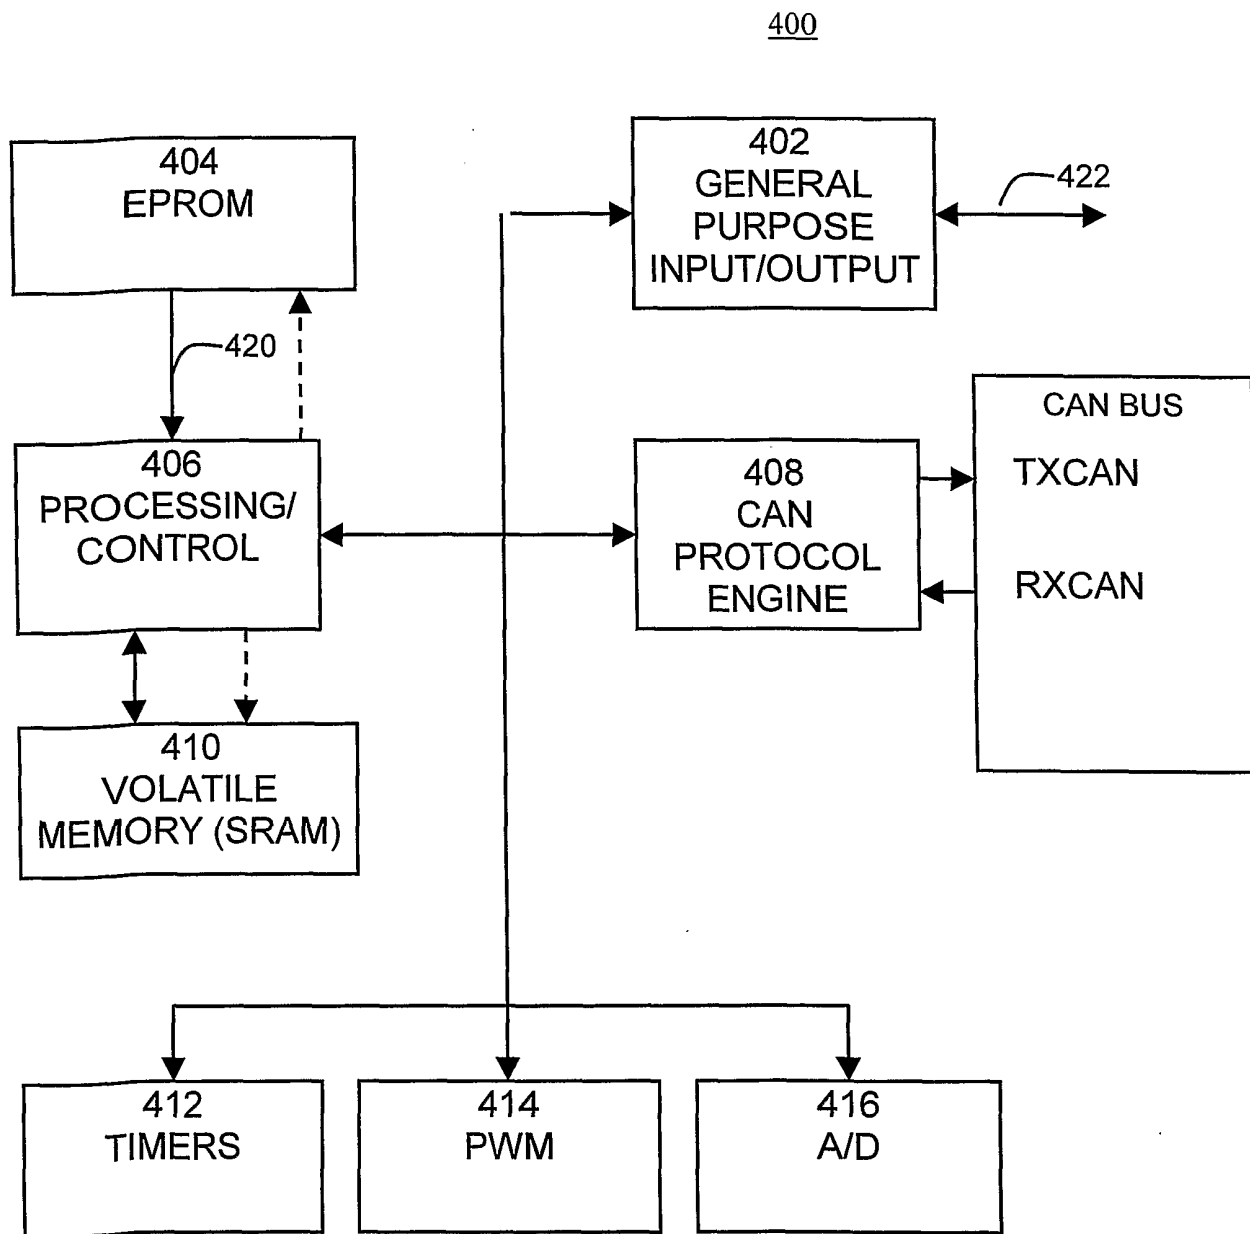 400
404
EPROM
402
GENERAL
PURPOSE
INPUT/OUTPUT
422
420
406
PROCESSING/
CONTROL
408
CAN
PROTOCOL
ENGINE
CAN BUS
TXCAN
RXCAN
410
VOLATILE
MEMORY (SRAM)
412
TIMERS
414
PWM
416
A/D